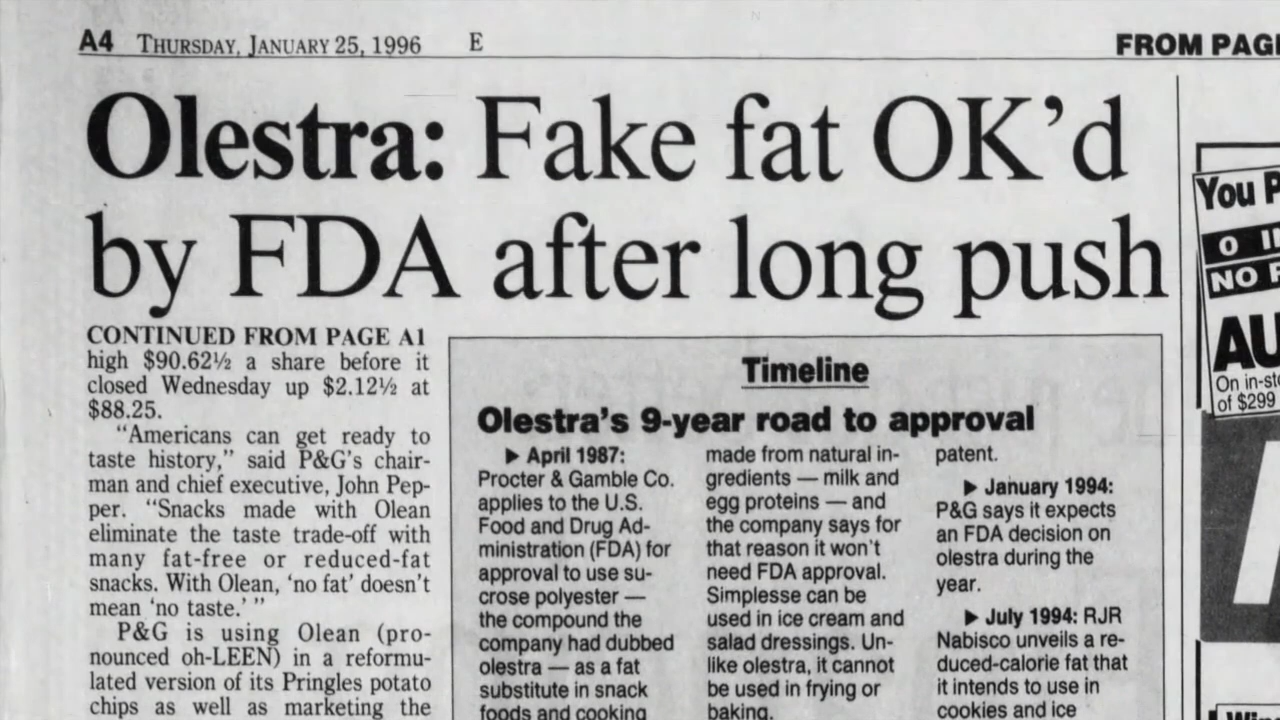 A4 THURSDAY, JANUARY 25, 1996 E
FROM PAG
Olestra: Fake fat OK'd
by FDA after long push
CONTINUED FROM PAGE A1
high $90.62½ a share before it
closed Wednesday up $2.12½ at
$88.25.
"Americans can get ready to
taste history," said P&G's chair-
man and chief executive, John Pep-
per. "Snacks made with Olean
eliminate the taste trade-off with
many fat-free or reduced-fat
snacks. With Olean, 'no fat' doesn't
mean 'no taste.' "
P&G is using Olean (pro-
nounced oh-LEEN) in a reformu-
lated version of its Pringles potato
chips as well as marketing the
Timeline
Olestra's 9-year road to approval
▶ April 1987:
Procter & Gamble Co.
applies to the U.S.
Food and Drug Ad-
ministration (FDA) for
approval to use su-
crose polyester —
the compound the
company had dubbed
olestra — as a fat
substitute in snack
foods and cooking
made from natural in-
gredients — milk and
egg proteins — and
the company says for
that reason it won't
need FDA approval.
Simplesse can be
used in ice cream and
salad dressings. Un-
like olestra, it cannot
be used in frying or
baking.
patent.
▶ January 1994:
P&G says it expects
an FDA decision on
olestra during the
year.
▶ July 1994: RJR
Nabisco unveils a re-
duced-calorie fat that
it intends to use in
cookies and ice
You P
0 I
NO
AU
On in-st
of $299